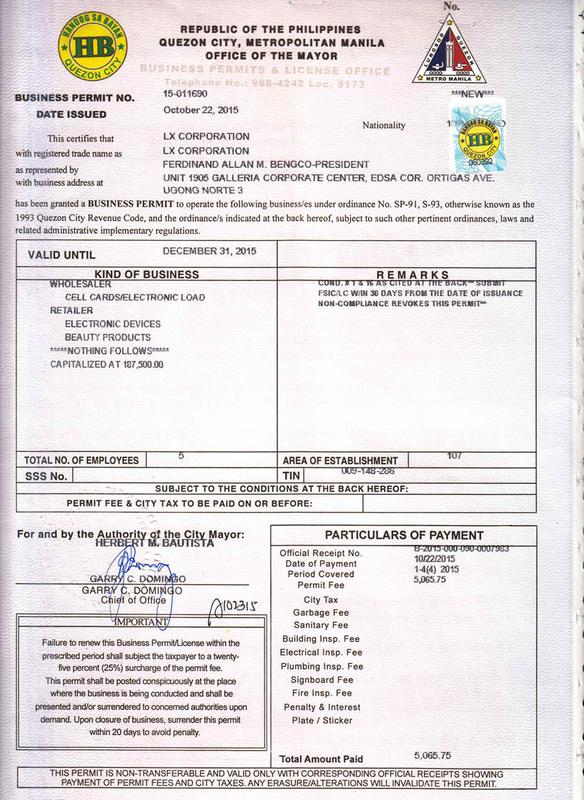 HANDOG SA BAYAN
HB
QUEZON CITY
REPUBLIC OF THE PHILIPPINES
QUEZON CITY, METROPOLITAN MANILA
OFFICE OF THE MAYOR
BUSINESS PERMITS & LICENSE OFFICE
Telephone No.: 988-4242 Loc. 8173
No.
LUNGSOD QUEZON
METRO MANILA
BUSINESS PERMIT NO. 15-011690
***NEW***
DATE ISSUED October 22, 2015
Nationality
HANDOG SA BAYAN
HB
QUEZON CITY
060392
This certifies that LX CORPORATION
with registered trade name as LX CORPORATION
as represented by FERDINAND ALLAN M. BENGCO-PRESIDENT
with business address at UNIT 1905 GALLERIA CORPORATE CENTER, EDSA COR. ORTIGAS AVE.
UGONG NORTE 3
has been granted a BUSINESS PERMIT to operate the following business/es under ordinance No. SP-91, S-93, otherwise known as the
1993 Quezon City Revenue Code, and the ordinance/s indicated at the back hereof, subject to such other pertinent ordinances, laws and
related administrative implementary regulations.
VALID UNTIL DECEMBER 31, 2015
KIND OF BUSINESS
WHOLESALER
CELL CARDS/ELECTRONIC LOAD
RETAILER
ELECTRONIC DEVICES
BEAUTY PRODUCTS
*****NOTHING FOLLOWS*****
CAPITALIZED AT 187,500.00
REMARKS
COND. # 1 & 16 AS CITED AT THE BACK** SUBMIT
FSIC/LC W/IN 30 DAYS FROM THE DATE OF ISSUANCE
NON-COMPLIANCE REVOKES THIS PERMIT**
TOTAL NO. OF EMPLOYEES 5
AREA OF ESTABLISHMENT 107
SSS No.
TIN 009-148-286
SUBJECT TO THE CONDITIONS AT THE BACK HEREOF:
PERMIT FEE & CITY TAX TO BE PAID ON OR BEFORE:
For and by the Authority of the City Mayor:
HERBERT M. BAUTISTA
GARRY C. DOMINGO
GARRY C. DOMINGO
Chief of Office
102315
IMPORTANT
Failure to renew this Business Permit/License within the
prescribed period shall subject the taxpayer to a twenty-
five percent (25%) surcharge of the permit fee.
This permit shall be posted conspicuously at the place
where the business is being conducted and shall be
presented and/or surrendered to concerned authorities upon
demand. Upon closure of business, surrender this permit
within 20 days to avoid penalty.
PARTICULARS OF PAYMENT
Official Receipt No. B-2015-000-090-0007983
Date of Payment 10/22/2015
Period Covered 1-4(4) 2015
Permit Fee 5,065.75
City Tax
Garbage Fee
Sanitary Fee
Building Insp. Fee
Electrical Insp. Fee
Plumbing Insp. Fee
Signboard Fee
Fire Insp. Fee
Penalty & Interest
Plate / Sticker
Total Amount Paid 5,065.75
THIS PERMIT IS NON-TRANSFERABLE AND VALID ONLY WITH CORRESPONDING OFFICIAL RECEIPTS SHOWING
PAYMENT OF PERMIT FEES AND CITY TAXES. ANY ERASURE/ALTERATIONS WILL INVALIDATE THIS PERMIT.